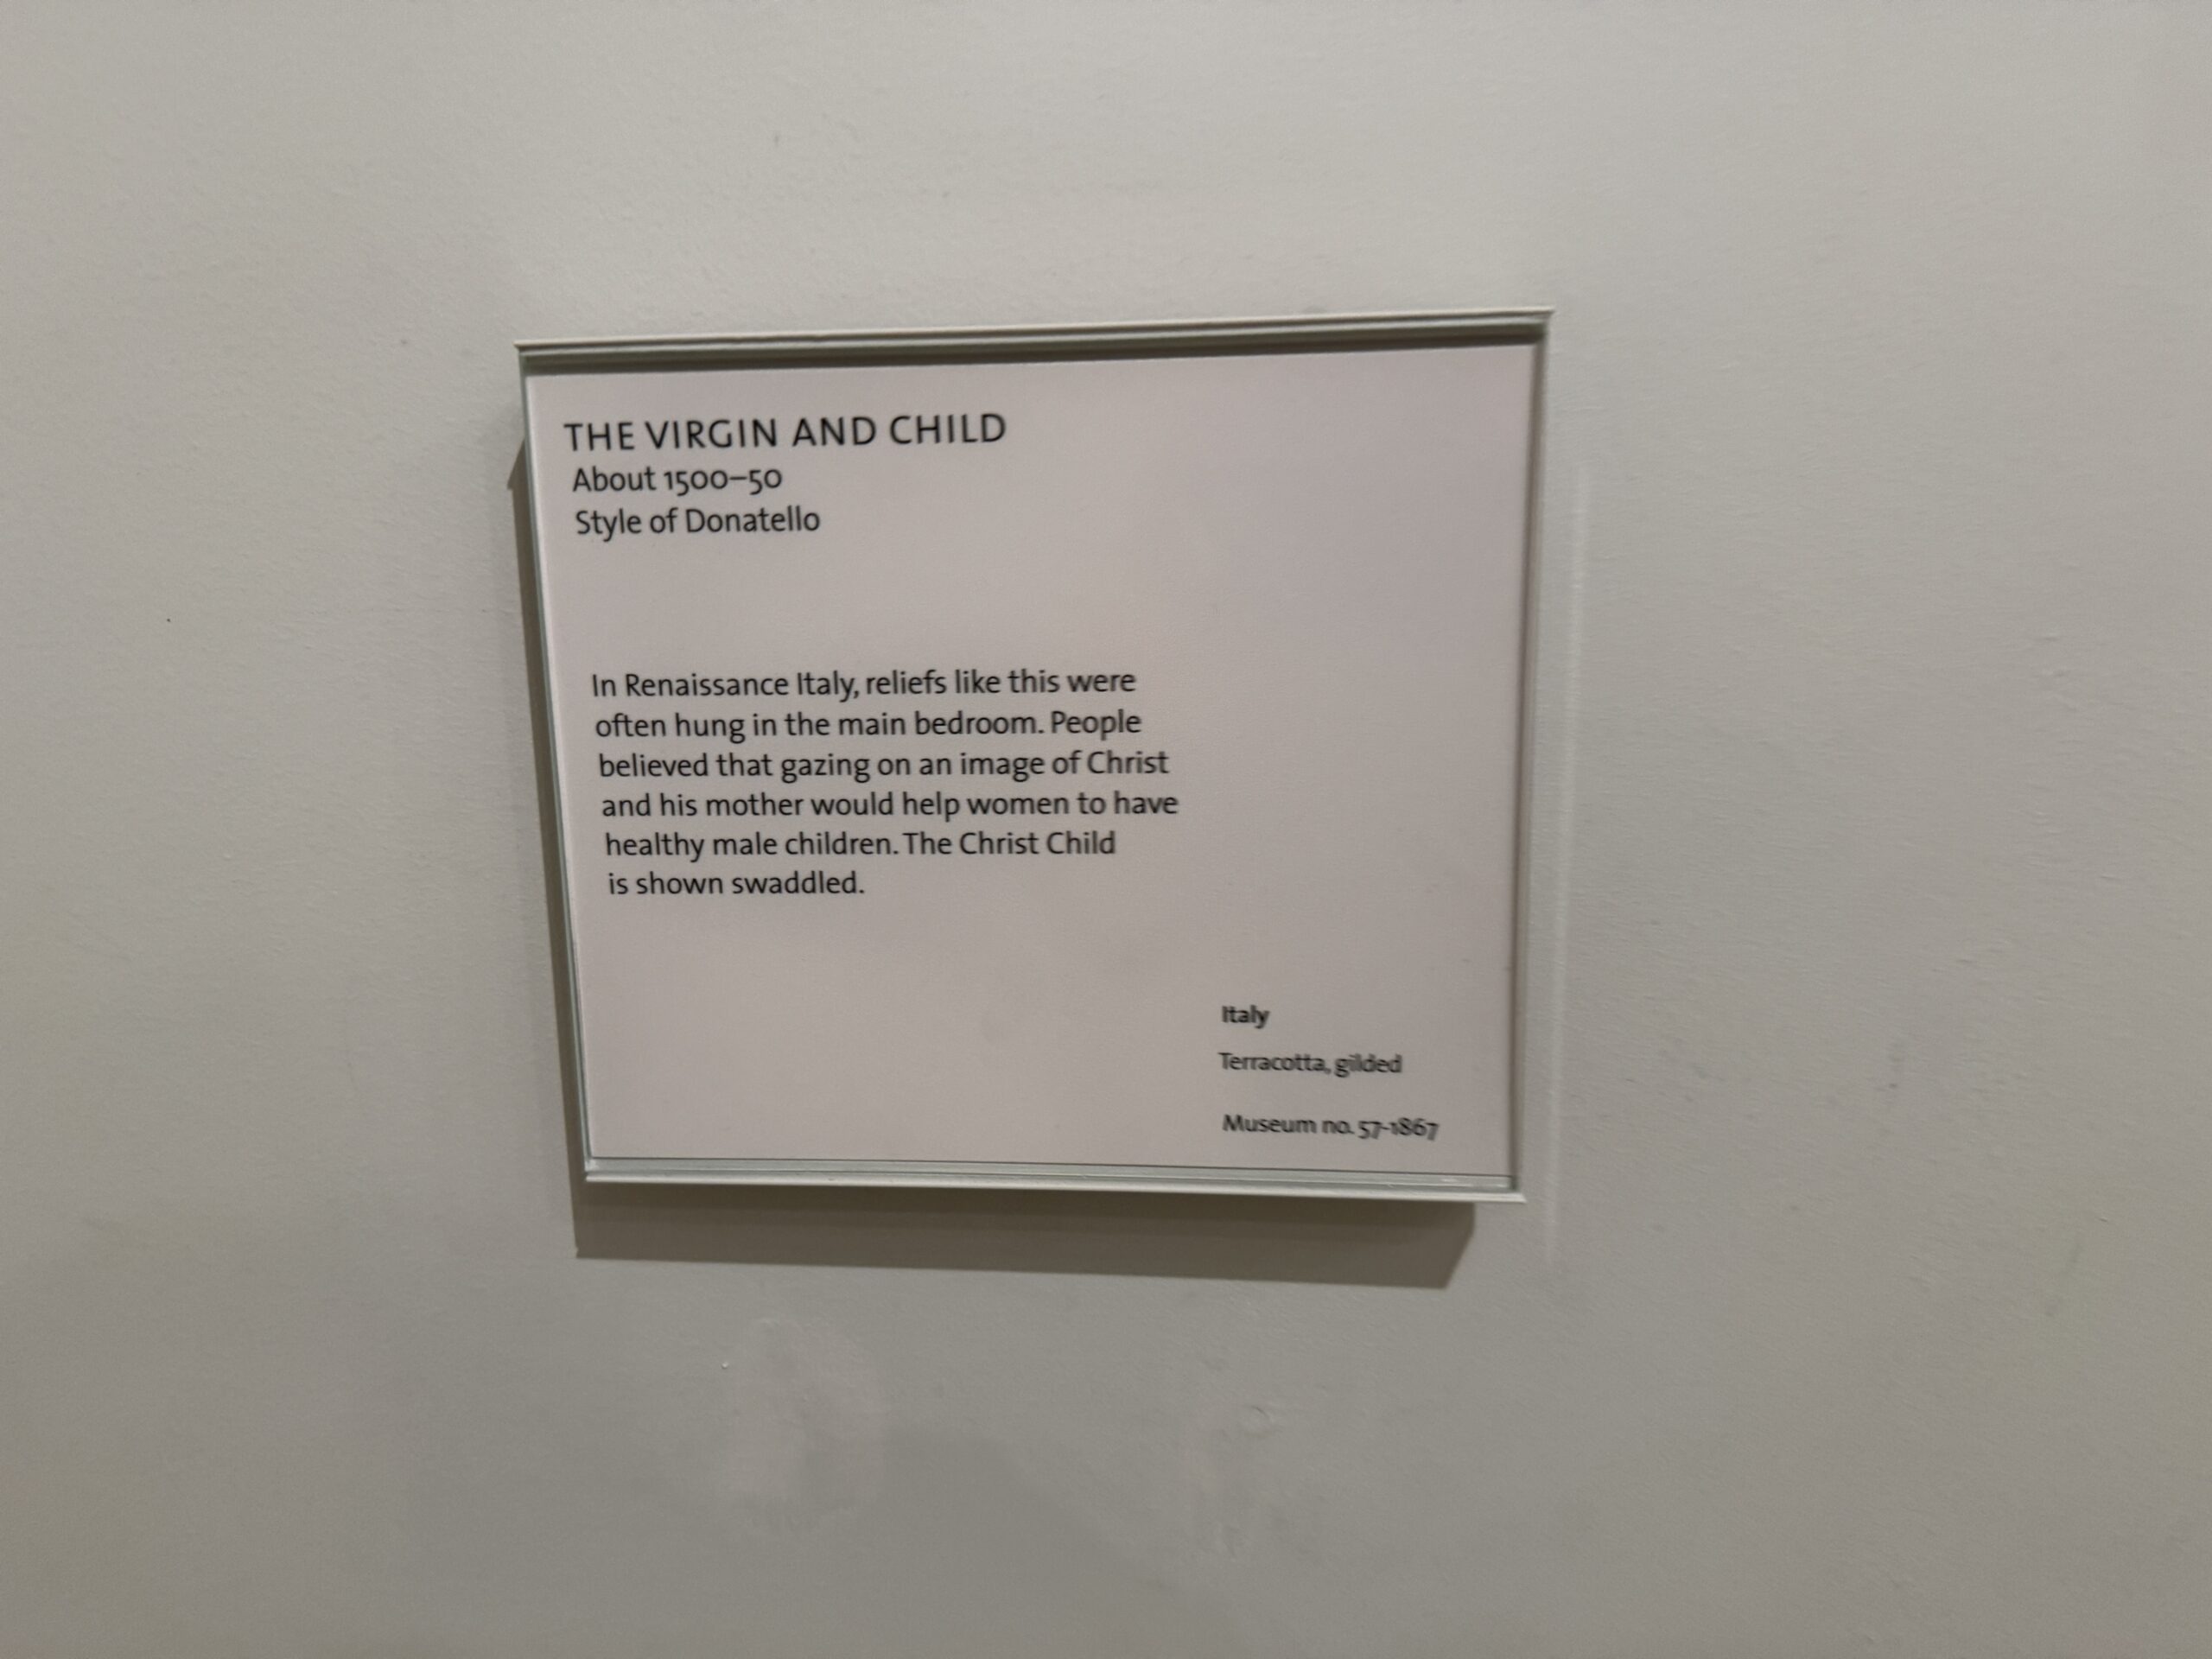 THE VIRGIN AND CHILD
About 1500–50
Style of Donatello
In Renaissance Italy, reliefs like this were
often hung in the main bedroom. People
believed that gazing on an image of Christ
and his mother would help women to have
healthy male children. The Christ Child
is shown swaddled.
Italy
Terracotta, gilded
Museum no. 57-1867